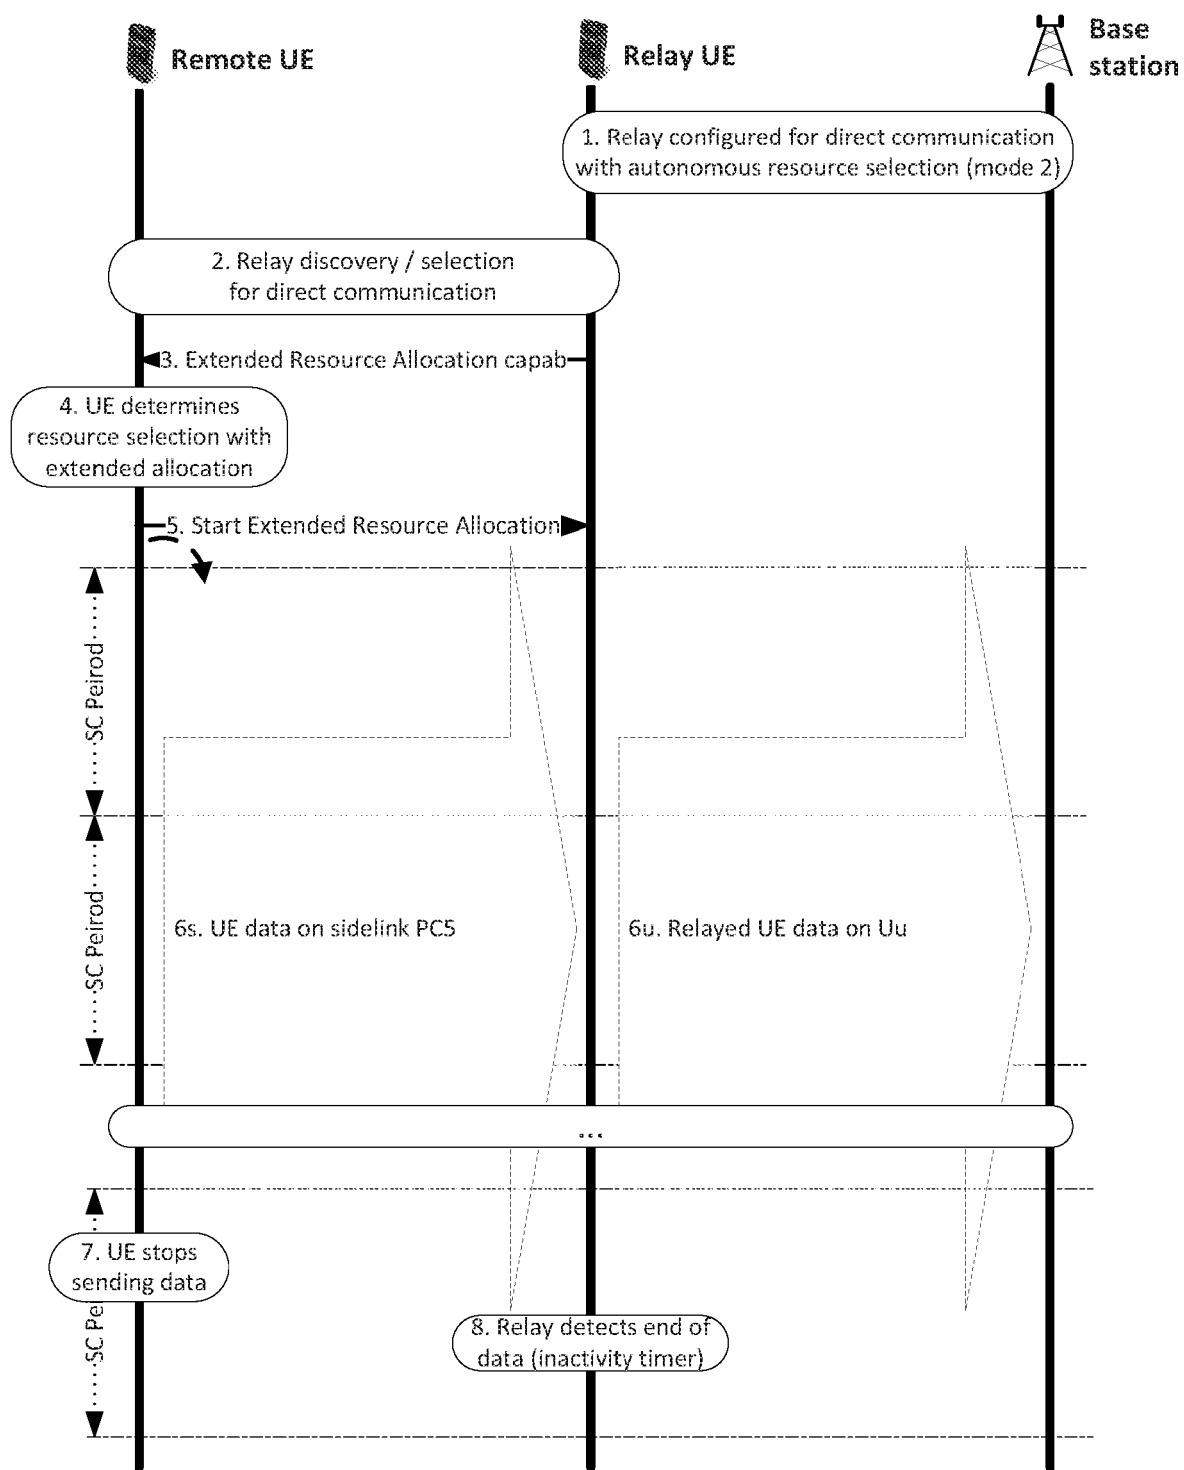 Remote UE
Relay UE
Base
station
1. Relay configured for direct communication
with autonomous resource selection (mode 2)
2. Relay discovery / selection
for direct communication
3. Extended Resource Allocation capab
4. UE determines
resource selection with
extended allocation
5. Start Extended Resource Allocation
SC Peirod
SC Peirod
6s. UE data on sidelink PC5
6u. Relayed UE data on Uu
...
7. UE stops
sending data
SC Pei
8. Relay detects end of
data (inactivity timer)